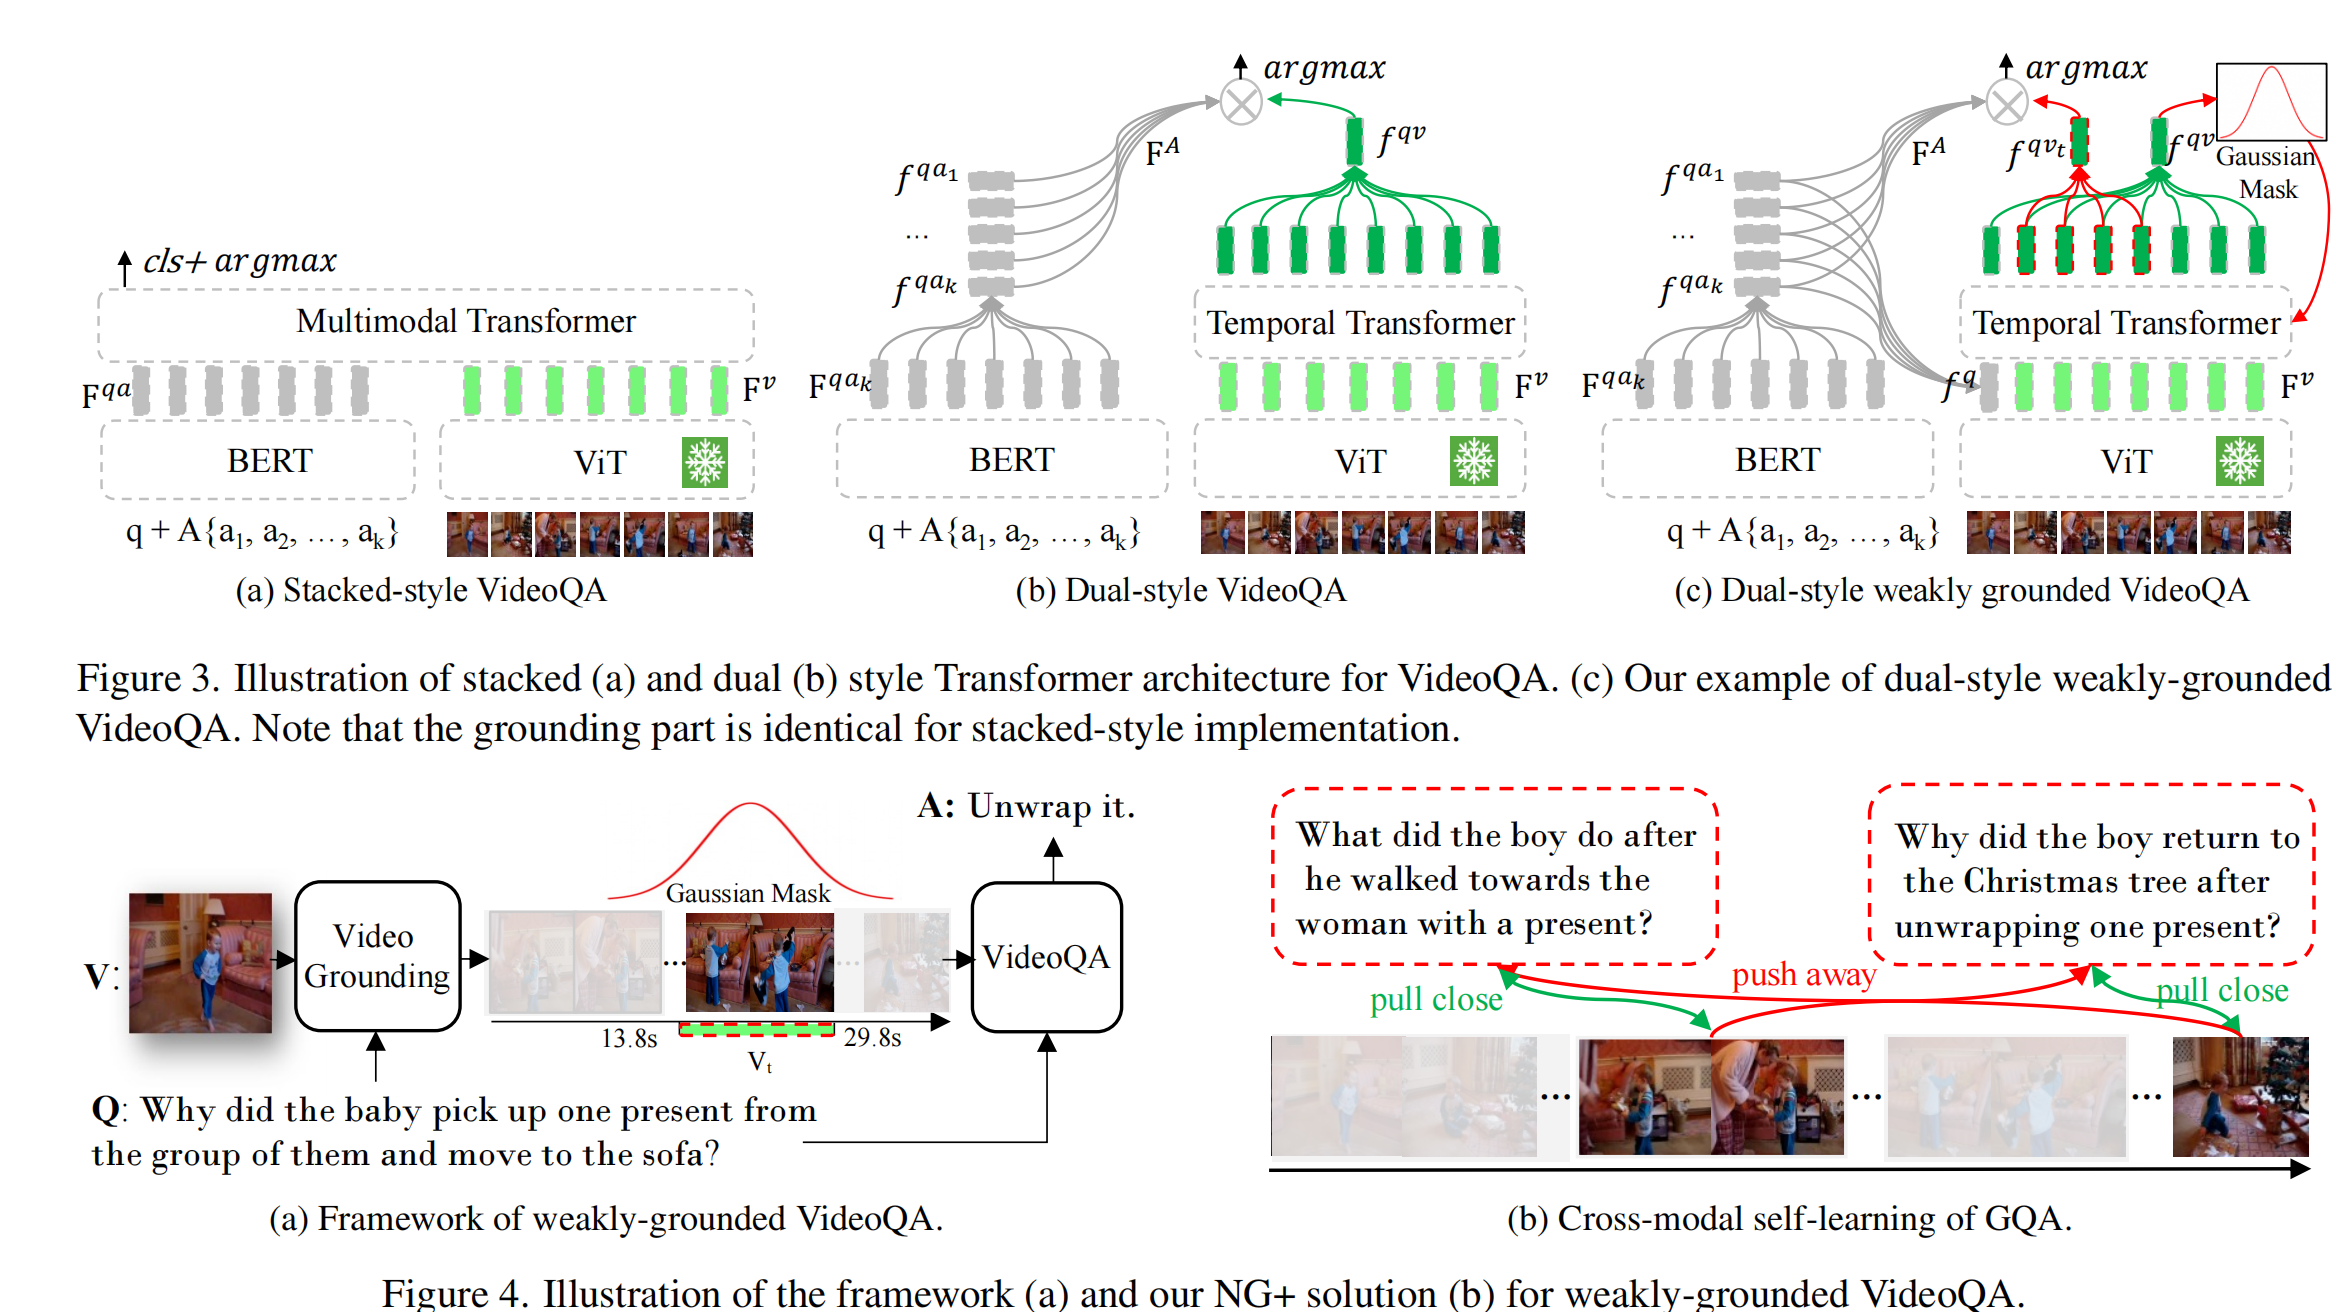 cls+ argmax
Multimodal Transformer
F^{qa}
F^v
BERT
ViT
q + A{a_1, a_2, …, a_k}
(a) Stacked-style VideoQA
argmax
F^A
f^{qv}
f^{qa_1}
...
f^{qa_k}
Temporal Transformer
F^{qa_k}
F^v
BERT
ViT
q + A{a_1, a_2, …, a_k}
(b) Dual-style VideoQA
argmax
F^A
f^{qv_t}
f^{qv}
Gaussian
Mask
f^{qa_1}
...
f^{qa_k}
Temporal Transformer
F^{qa_k}
f^q
F^v
BERT
ViT
q + A{a_1, a_2, …, a_k}
(c) Dual-style weakly grounded VideoQA
Figure 3. Illustration of stacked (a) and dual (b) style Transformer architecture for VideoQA. (c) Our example of dual-style weakly-grounded
VideoQA. Note that the grounding part is identical for stacked-style implementation.
A: Unwrap it.
Gaussian Mask
V:
Video
Grounding
...
...
VideoQA
13.8s
29.8s
V_t
Q: Why did the baby pick up one present from
the group of them and move to the sofa?
(a) Framework of weakly-grounded VideoQA.
What did the boy do after
he walked towards the
woman with a present?
Why did the boy return to
the Christmas tree after
unwrapping one present?
pull close
push away
pull close
...
...
...
(b) Cross-modal self-learning of GQA.
Figure 4. Illustration of the framework (a) and our NG+ solution (b) for weakly-grounded VideoQA.